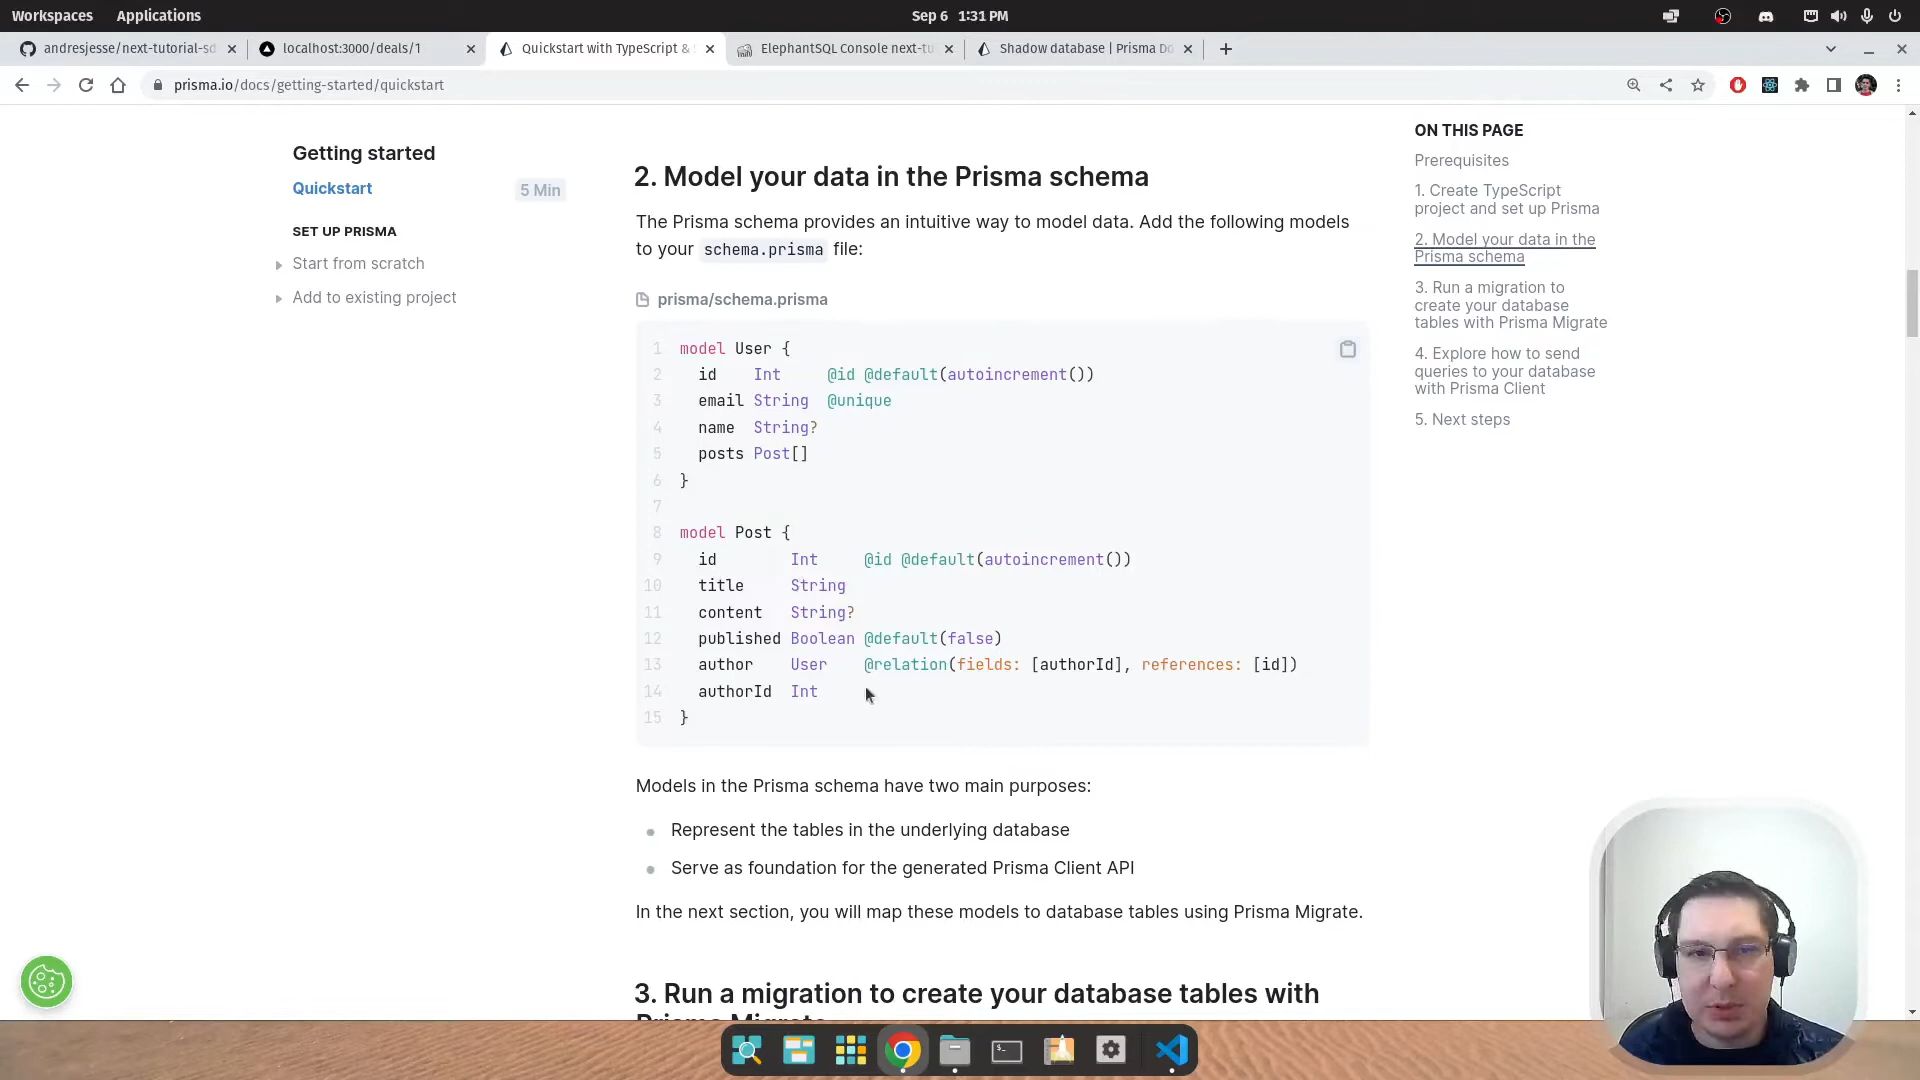 Workspaces Applications Sep 6 1:31 PM
andresjesse/next-tutorial-sd
localhost:3000/deals/1
Quickstart with TypeScript &
ElephantSQL Console next-tu
Shadow database | Prisma Do
prisma.io/docs/getting-started/quickstart
Getting started
Quickstart 5 Min
SET UP PRISMA
Start from scratch
Add to existing project
2. Model your data in the Prisma schema
The Prisma schema provides an intuitive way to model data. Add the following models
to your schema.prisma file:
prisma/schema.prisma
1 model User {
2 id Int @id @default(autoincrement())
3 email String @unique
4 name String?
5 posts Post[]
6 }
7
8 model Post {
9 id Int @id @default(autoincrement())
10 title String
11 content String?
12 published Boolean @default(false)
13 author User @relation(fields: [authorId], references: [id])
14 authorId Int
15 }
Models in the Prisma schema have two main purposes:
Represent the tables in the underlying database
Serve as foundation for the generated Prisma Client API
In the next section, you will map these models to database tables using Prisma Migrate.
3. Run a migration to create your database tables with
Prisma Migrate
ON THIS PAGE
Prerequisites
1. Create TypeScript
project and set up Prisma
2. Model your data in the
Prisma schema
3. Run a migration to
create your database
tables with Prisma Migrate
4. Explore how to send
queries to your database
with Prisma Client
5. Next steps